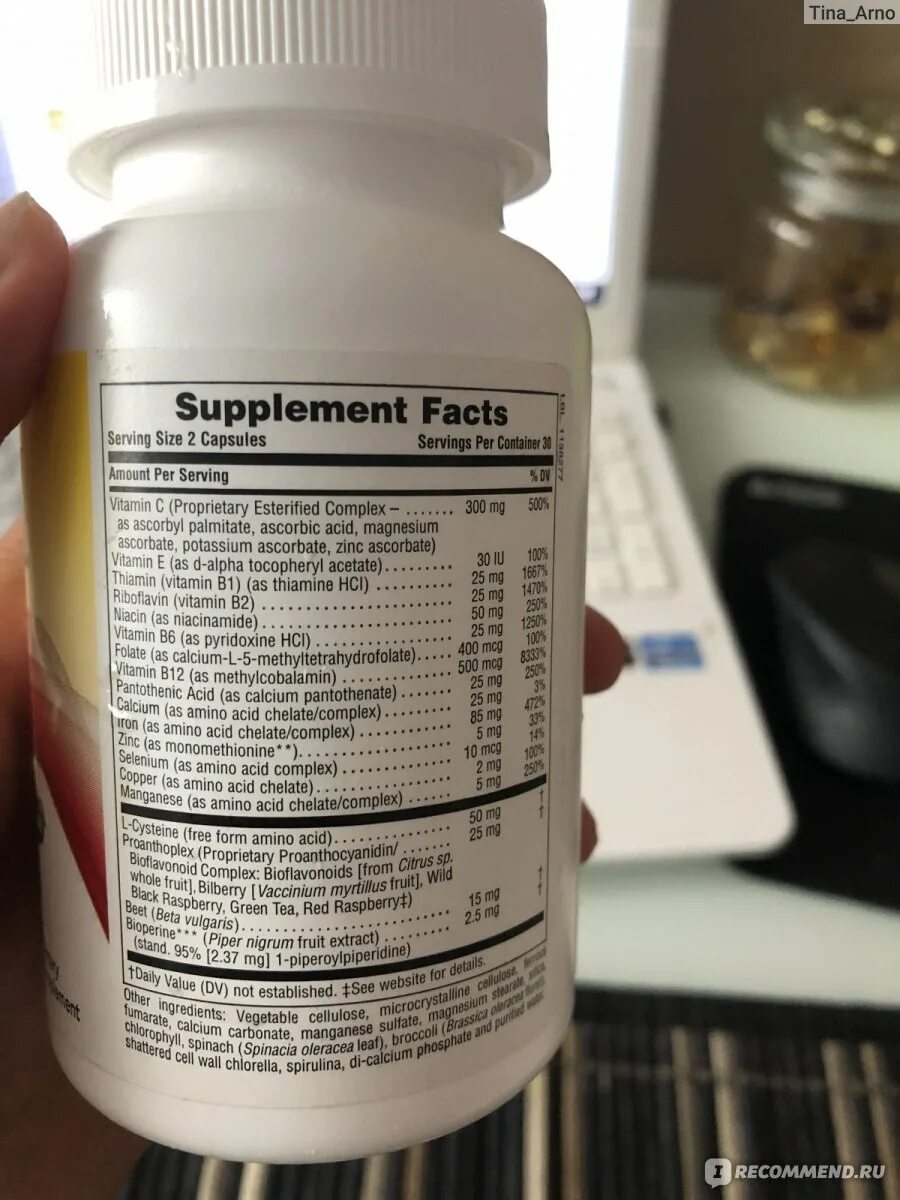 Tina_Arno
Supplement Facts
Serving Size 2 Capsules Servings Per Container 30
Amount Per Serving % DV
Vitamin C (Proprietary Esterified Complex – ....... 300 mg 500%
as ascorbyl palmitate, ascorbic acid, magnesium
ascorbate, potassium ascorbate, zinc ascorbate)
Vitamin E (as d-alpha tocopheryl acetate).......... 30 IU 100%
Thiamin (vitamin B1) (as thiamine HCl) ............ 25 mg 1667%
Riboflavin (vitamin B2) ........................... 25 mg 1470%
Niacin (as niacinamide)............................ 50 mg 250%
Vitamin B6 (as pyridoxine HCl) .................... 25 mg 1250%
Folate (as calcium-L-5-methyltetrahydrofolate)..... 400 mcg 100%
Vitamin B12 (as methylcobalamin) .................. 500 mcg 8333%
Pantothenic Acid (as calcium pantothenate) ........ 25 mg 250%
Calcium (as amino acid chelate/complex) ........... 25 mg 3%
Iron (as amino acid chelate/complex) .............. 85 mg 472%
Zinc (as monomethionine**)......................... 5 mg 33%
Selenium (as amino acid complex) .................. 10 mcg 14%
Copper (as amino acid chelate) .................... 2 mg 100%
Manganese (as amino acid chelate/complex) ...... 5 mg 250%
L-Cysteine (free form amino acid).................. 50 mg †
Proanthoplex (Proprietary Proanthocyanidin/ ....... 25 mg †
Bioflavonoid Complex: Bioflavonoids [from Citrus sp.
whole fruit], Bilberry [Vaccinium myrtillus fruit], Wild
Black Raspberry, Green Tea, Red Raspberry‡)
Beet (Beta vulgaris)............................... 15 mg †
Bioperine*** (Piper nigrum fruit extract) ......... 2.5 mg †
(stand. 95% [2.37 mg] 1-piperoylpiperidine)
†Daily Value (DV) not established. ‡See website for details.
Other ingredients: Vegetable cellulose, microcrystalline cellulose, ferrous
fumarate, calcium carbonate, manganese sulfate, magnesium stearate, silica,
chlorophyll, spinach (Spinacia oleracea leaf), broccoli (Brassica oleracea florets),
shattered cell wall chlorella, spirulina, di-calcium phosphate and purified water.
IRECOMMEND.RU